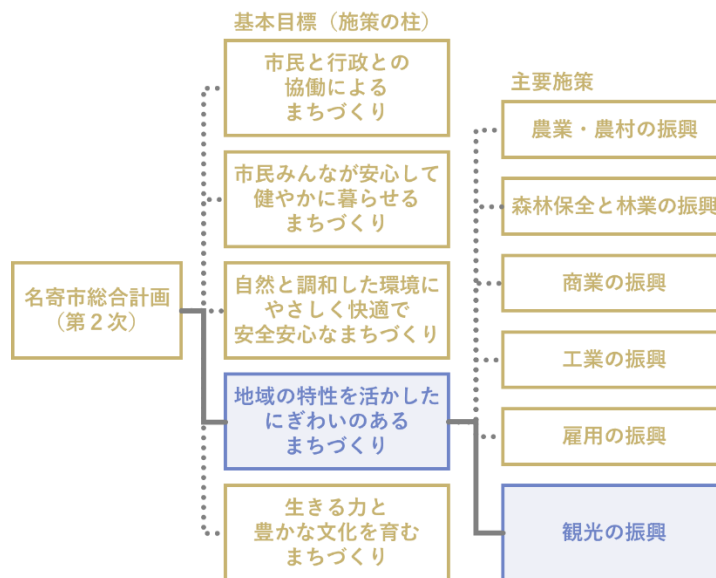 基本目標（施策の柱）
市民と行政との
協働による
まちづくり
市民みんなが安心して
健やかに暮らせる
まちづくり
名寄市総合計画
（第２次）
自然と調和した環境に
やさしく快適で
安全安心なまちづくり
地域の特性を活かした
にぎわいのある
まちづくり
生きる力と
豊かな文化を育む
まちづくり
主要施策
農業・農村の振興
森林保全と林業の振興
商業の振興
工業の振興
雇用の振興
観光の振興